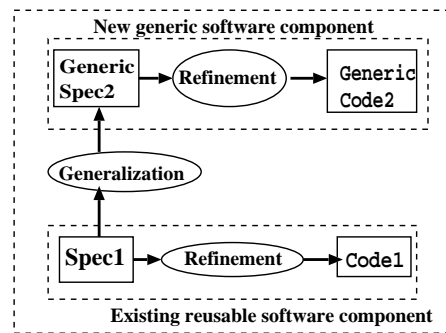 New generic software component
Generic
Spec2
Refinement
Generic
Code2
Generalization
Spec1
Refinement
Code1
Existing reusable software component